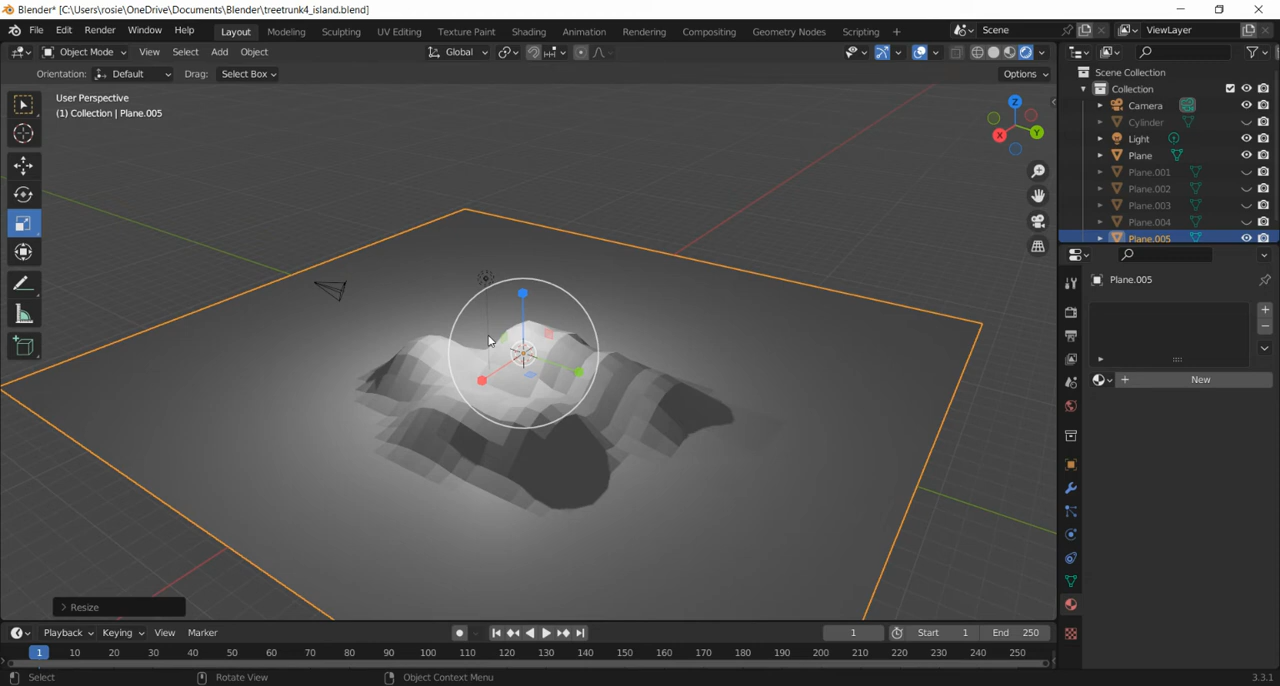 Blender* [C:\Users\rosie\OneDrive\Documents\Blender\treetrunk4_island.blend]
File Edit Render Window Help Layout Modeling Sculpting UV Editing Texture Paint Shading Animation Rendering Compositing Geometry Nodes Scripting + Scene ViewLayer
Object Mode View Select Add Object Global
Orientation: Default Drag: Select Box Options
User Perspective
(1) Collection | Plane.005
Z
Y
X
Scene Collection
Collection
Camera
Cylinder
Light
Plane
Plane.001
Plane.002
Plane.003
Plane.004
Plane.005
Plane.005
+ New
> Resize
Playback Keying View Marker 1 Start 1 End 250
1 10 20 30 40 50 60 70 80 90 100 110 120 130 140 150 160 170 180 190 200 210 220 230 240 250
Select Rotate View Object Context Menu 3.3.1